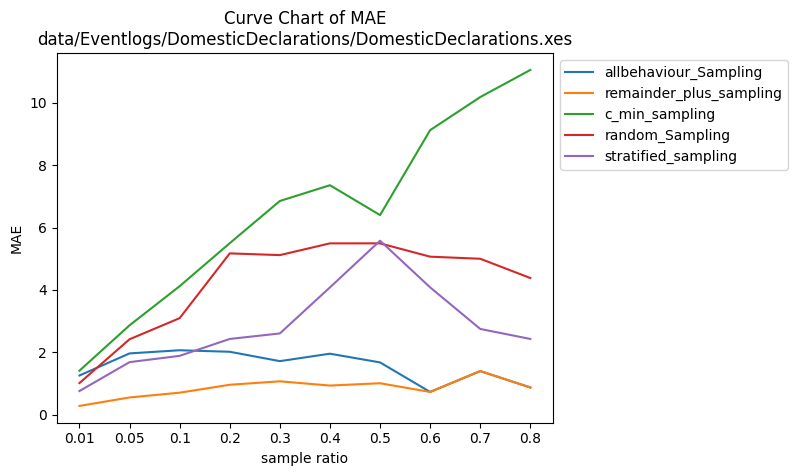 Curve Chart of MAE
data/Eventlogs/DomesticDeclarations/DomesticDeclarations.xes
allbehaviour_Sampling
remainder_plus_sampling
c_min_sampling
random_Sampling
stratified_sampling
MAE
10
8
6
4
2
0
0.01 0.05 0.1 0.2 0.3 0.4 0.5 0.6 0.7 0.8
sample ratio